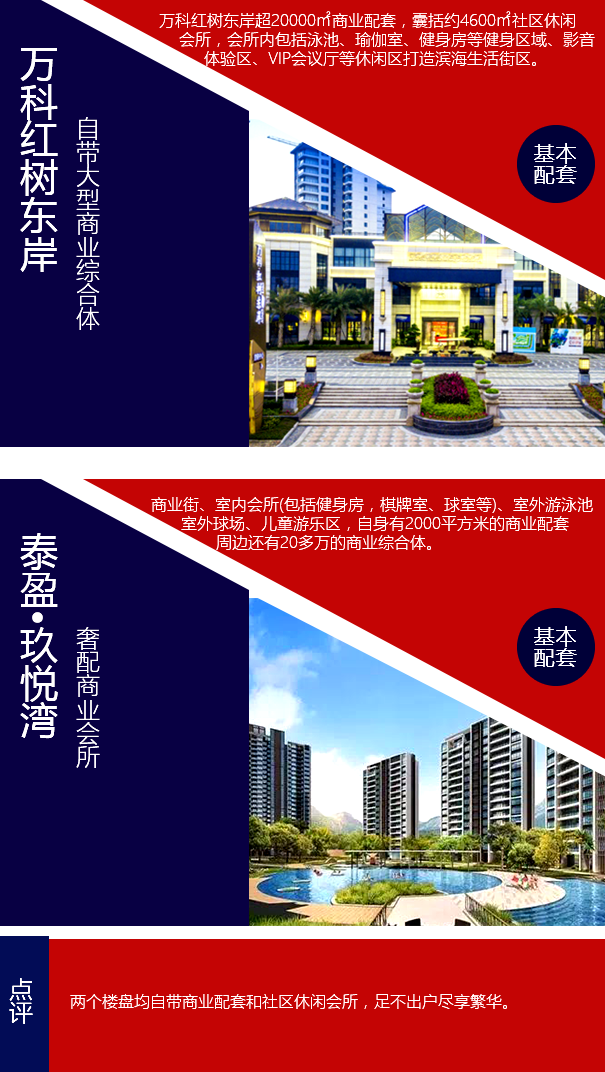 万科红树东岸超20000㎡商业配套，囊括约4600㎡社区休闲
会所，会所内包括泳池、瑜伽室、健身房等健身区域、影音
体验区、VIP会议厅等休闲区打造滨海生活街区。
万科红树东岸
自带大型商业综合体
基本
配套
万科红树东岸
商业街、室内会所(包括健身房，棋牌室、球室等)、室外游泳池
室外球场、儿童游乐区，自身有2000平方米的商业配套
周边还有20多万的商业综合体。
泰盈·玖悦湾
奢配商业会所
基本
配套
点评
两个楼盘均自带商业配套和社区休闲会所，足不出户尽享繁华。